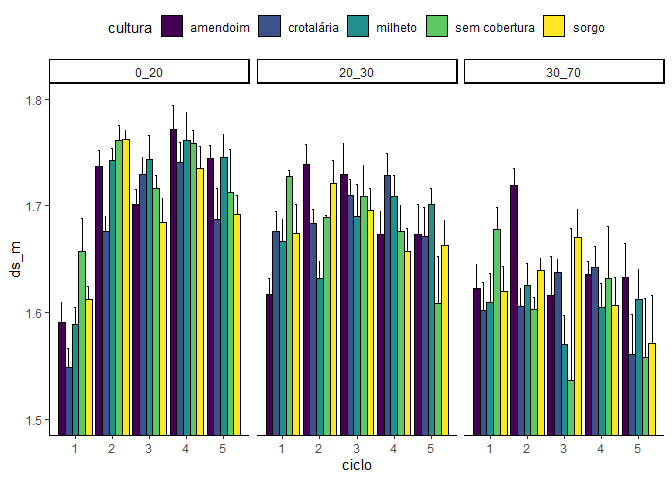 cultura amendoim crotalária milheto sem cobertura sorgo
0_20 20_30 30_70
1.8
1.7
1.6
1.5
ds_m
1 2 3 4 5 1 2 3 4 5 1 2 3 4 5
ciclo